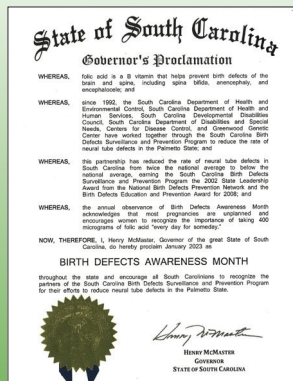 State of South Carolina
Governor's Proclamation
WHEREAS, folic acid is a B vitamin that helps prevent birth defects of the
brain and spine, including spina bifida, anencephaly, and
encephalocele; and
WHEREAS, since 1992, the South Carolina Department of Health and
Environmental Control, South Carolina Department of Health and
Human Services, South Carolina Developmental Disabilities
Council, South Carolina Department of Disabilities and Special
Needs, Centers for Disease Control, and Greenwood Genetic
Center have worked together through the South Carolina Birth
Defects Surveillance and Prevention Program to reduce the rate of
neural tube defects in the Palmetto State; and
WHEREAS, this partnership has reduced the rate of neural tube defects in
South Carolina from twice the national average to below the
national average, earning the South Carolina Birth Defects
Surveillance and Prevention Program the 2002 State Leadership
Award from the National Birth Defects Prevention Network and the
Birth Defects Education and Prevention Award for 2008; and
WHEREAS, the annual observance of Birth Defects Awareness Month
acknowledges that most pregnancies are unplanned and
encourages women to recognize the importance of taking 400
micrograms of folic acid "every day for someday."
NOW, THEREFORE, I, Henry McMaster, Governor of the great State of South
Carolina, do hereby proclaim January 2023 as
BIRTH DEFECTS AWARENESS MONTH
throughout the state and encourage all South Carolinians to recognize the
partners of the South Carolina Birth Defects Surveillance and Prevention Program
for their efforts to reduce neural tube defects in the Palmetto State.
Henry McMaster
HENRY MCMASTER
GOVERNOR
STATE OF SOUTH CAROLINA